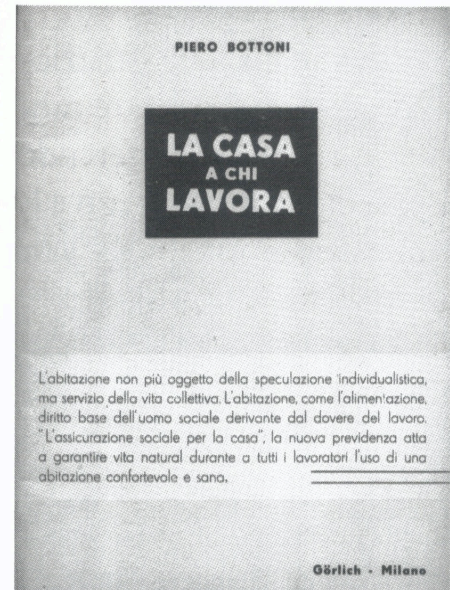 PIERO BOTTONI
LA CASA
A CHI
LAVORA
L'abitazione non più oggetto della speculazione individualistica,
ma servizio della vita collettiva. L'abitazione, come l'alimentazione,
diritto base dell'uomo sociale derivante dal dovere del lavoro.
"L'assicurazione sociale per la casa", la nuova previdenza atta
a garantire vita natural durante a tutti i lavoratori l'uso di una
abitazione confortevole e sana.
Görlich - Milano